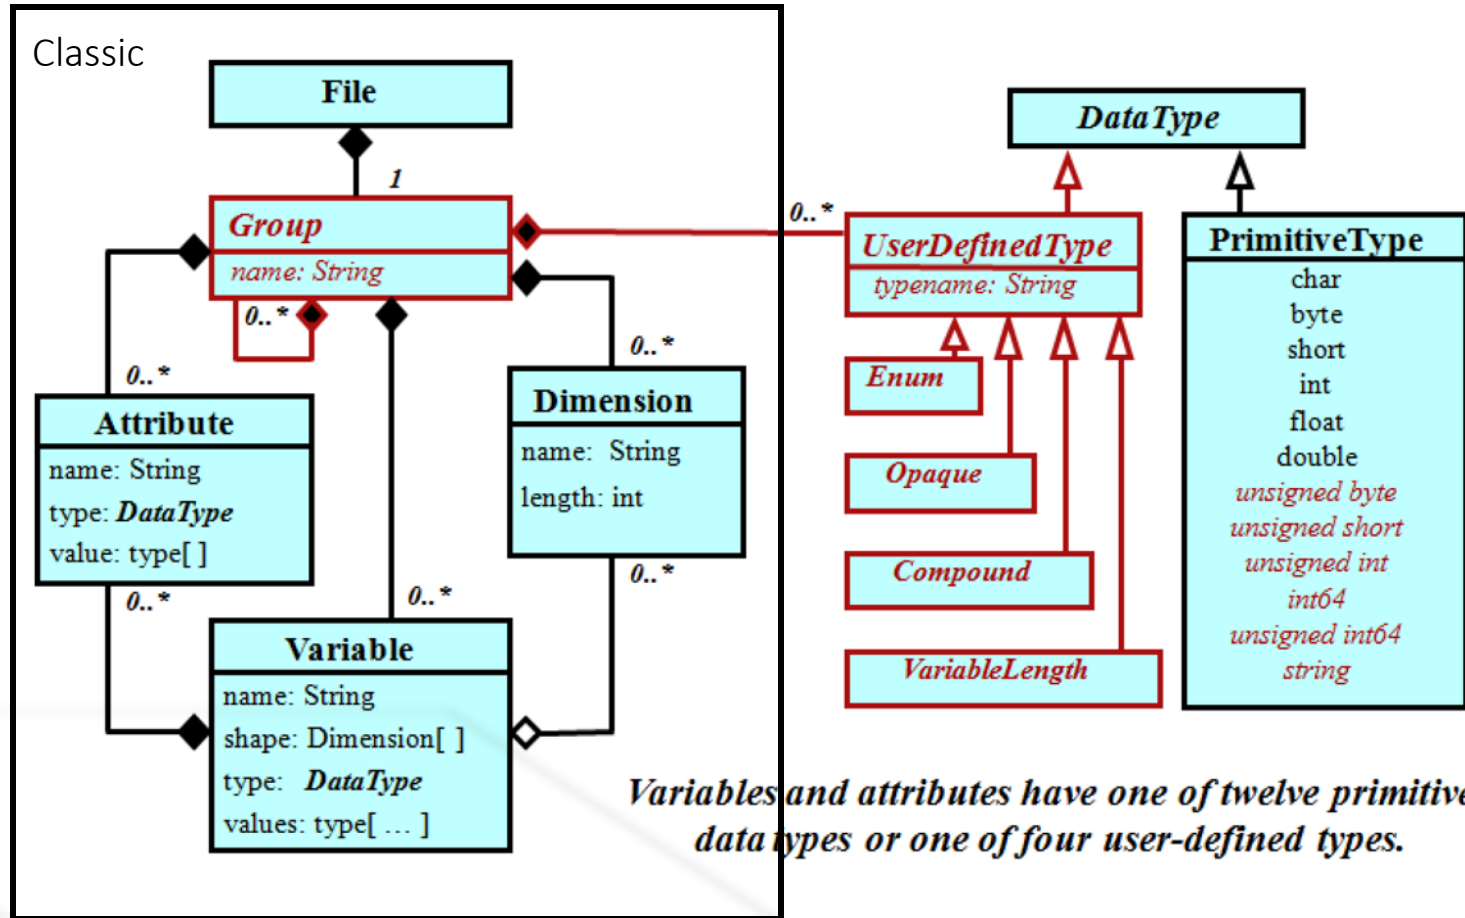 Classic
File
1
Group
name: String
0..*
0..*
Attribute
name: String
type: DataType
value: type[ ]
0..*
0..*
Dimension
name: String
length: int
0..*
0..*
Variable
name: String
shape: Dimension[ ]
type: DataType
values: type[ ... ]
DataType
0..*
UserDefinedType
typename: String
Enum
Opaque
Compound
VariableLength
PrimitiveType
char
byte
short
int
float
double
unsigned byte
unsigned short
unsigned int
int64
unsigned int64
string
Variables and attributes have one of twelve primitive
data types or one of four user-defined types.